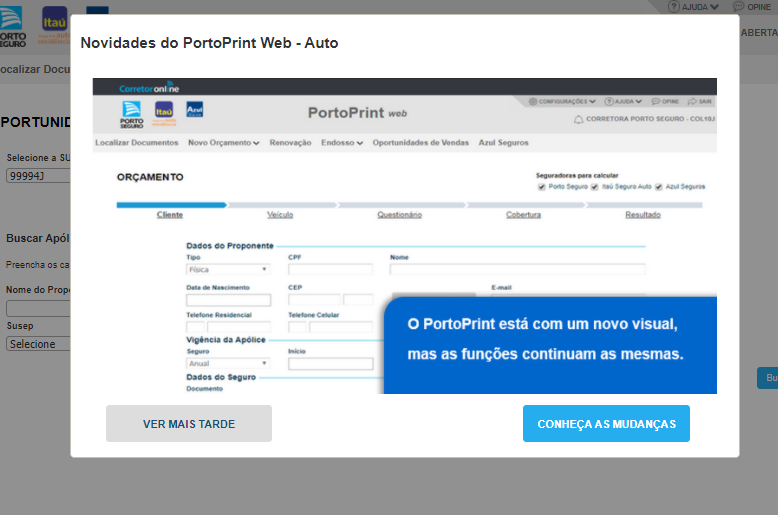 AJUDA
OPINE
Itaú
PORTO
SEGURO
ABERTA
ocalizar Docu
PORTUNID
Selecione a SU
99994J
Buscar Apól
Preencha os ca
Nome do Propo
Susep
Selecione
Bu
Novidades do PortoPrint Web - Auto
Corretor online
CONFIGURAÇÕES AJUDA OPINE SAIR
PORTO
SEGURO
Itaú
Azul
PortoPrint web
CORRETORA PORTO SEGURO - COL10J
Localizar Documentos Novo Orçamento Renovação Endosso Oportunidades de Vendas Azul Seguros
ORÇAMENTO
Seguradoras para calcular
Porto Seguro Itaú Seguro Auto Azul Seguros
Cliente Veículo Questionário Cobertura Resultado
Dados do Proponente
Tipo CPF Nome
Física
Data de Nascimento CEP E-mail
Telefone Residencial Telefone Celular
Vigência da Apólice
Seguro Início
Anual
Dados do Seguro
Documento
O PortoPrint está com um novo visual,
mas as funções continuam as mesmas.
VER MAIS TARDE
CONHEÇA AS MUDANÇAS